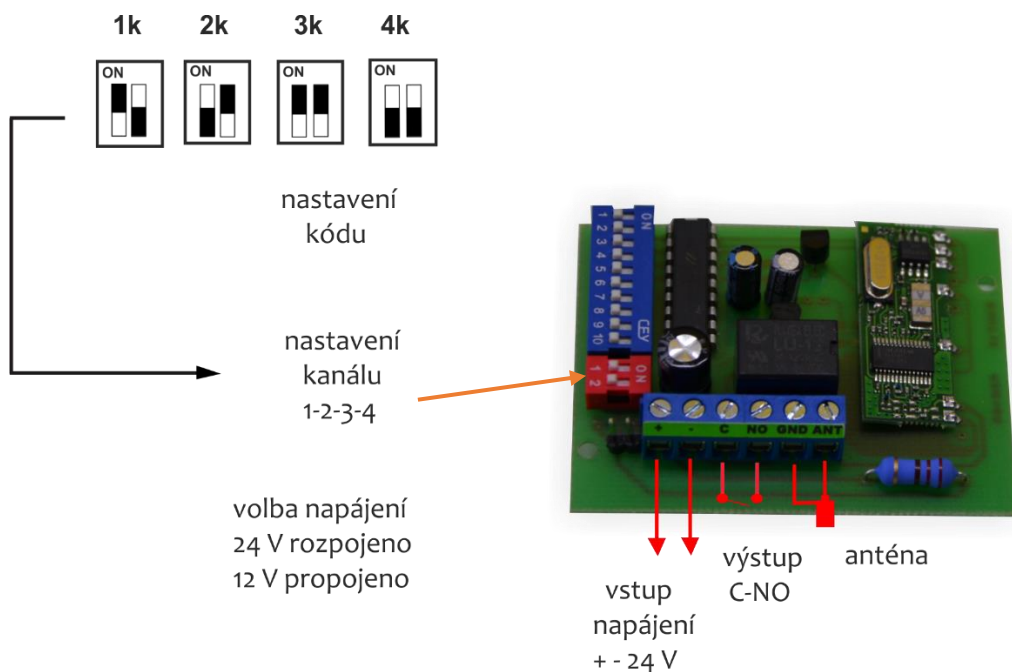 1k 2k 3k 4k
ON ON ON ON
nastavení
kódu
nastavení
kanálu
1-2-3-4
volba napájení
24 V rozpojeno
12 V propojeno
ON
1
2
3
4
5
6
7
8
9
10
ON
1
2
+ - C NO GND ANT
vstup
napájení
+ - 24 V
výstup
C-NO
anténa